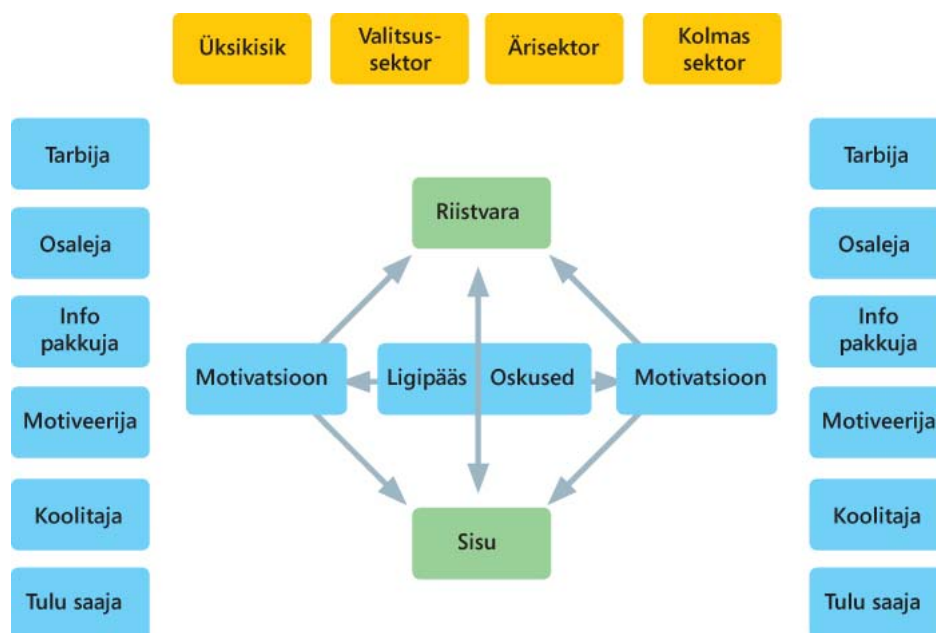 Üksikisik
Valitsus-
sektor
Ärisektor
Kolmas
sektor
Tarbija
Osaleja
Info
pakkuja
Motiveerija
Koolitaja
Tulu saaja
Riistvara
Motivatsioon
Ligipääs
Oskused
Motivatsioon
Sisu
Tarbija
Osaleja
Info
pakkuja
Motiveerija
Koolitaja
Tulu saaja